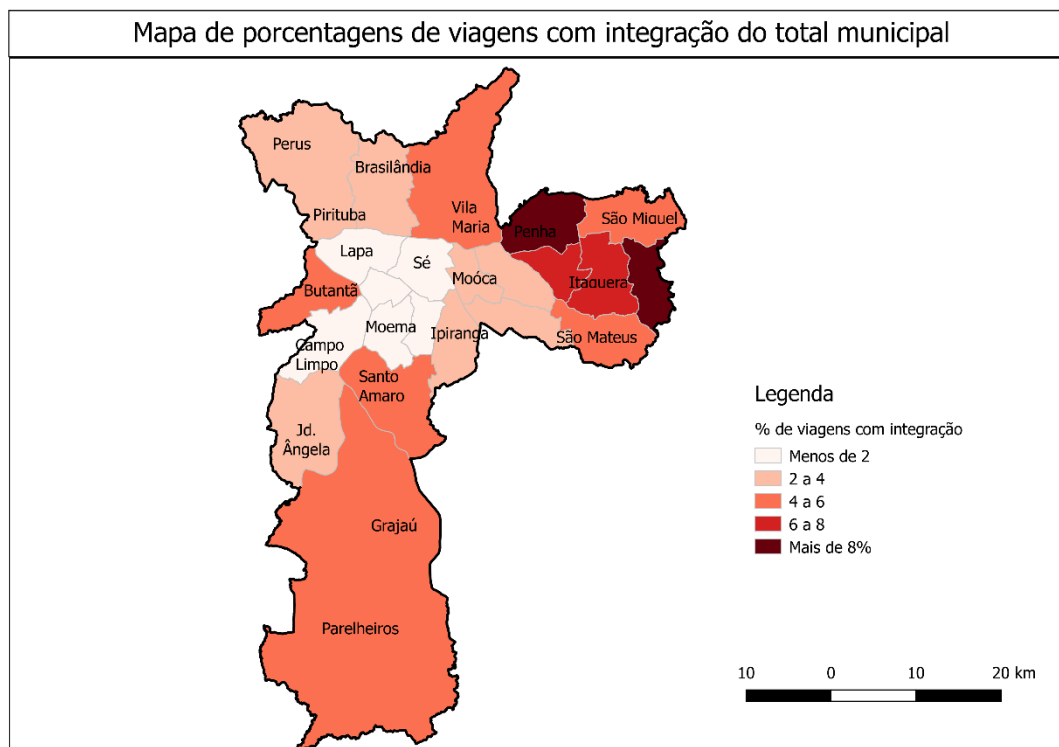 Mapa de porcentagens de viagens com integração do total municipal
Perus
Brasilândia
Pirituba
Vila
Maria
São Miguel
Penha
Lapa
Sé
Moóca
Itaquera
Butantã
Moema
Ipiranga
São Mateus
Campo
Limpo
Santo
Amaro
Jd.
Ângela
Grajaú
Parelheiros
Legenda
% de viagens com integração
Menos de 2
2 a 4
4 a 6
6 a 8
Mais de 8%
10 0 10 20 km